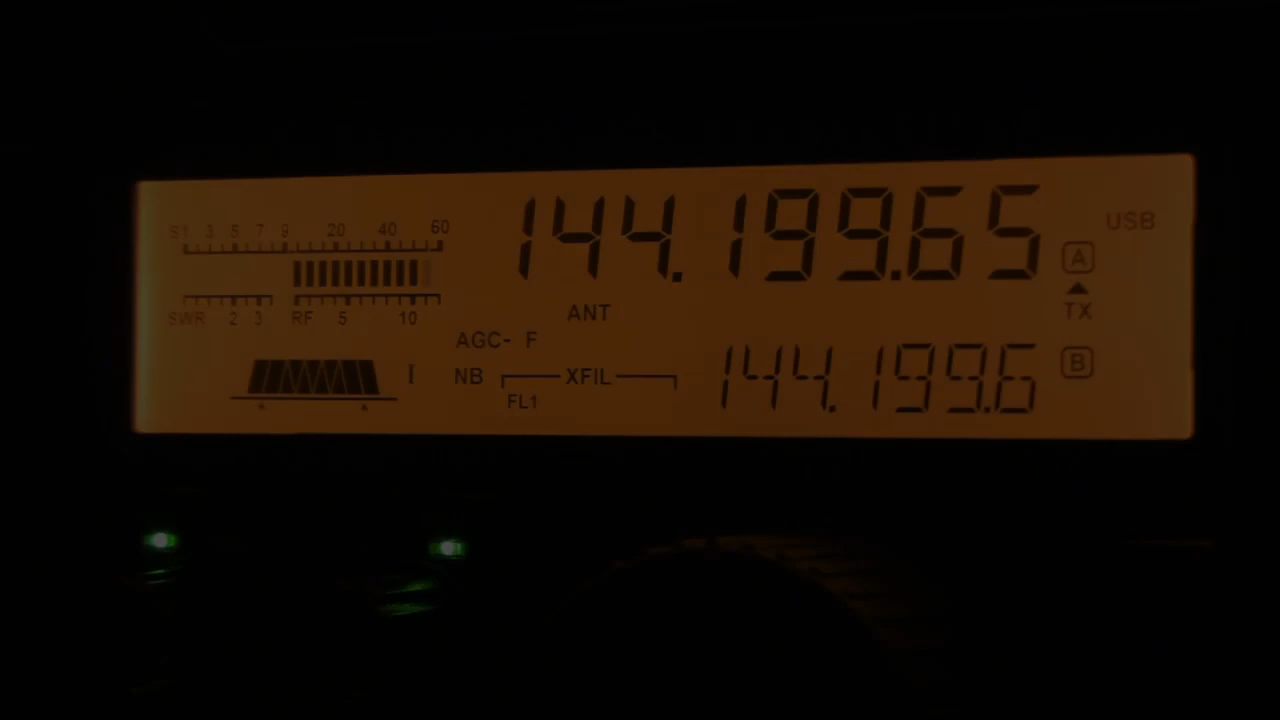 S1 3 5 7 9 20 40 60
144.199.65
USB
A
SWR 2 3 RF 5 10
ANT
TX
AGC- F
NB XFIL
I
144.199.6
B
FL1